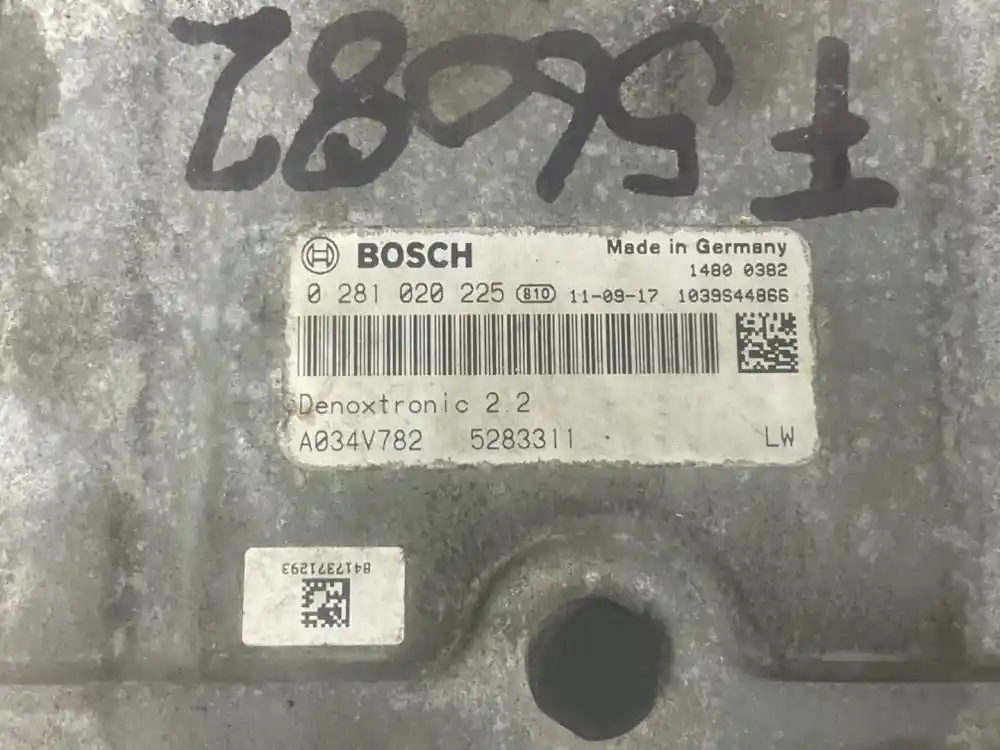 BOSCH Made in Germany
1480 0382
0 281 020 225 810 11-09-17 1039S44866
Denoxtronic 2.2
A034V782 5283311 LW
8417371293